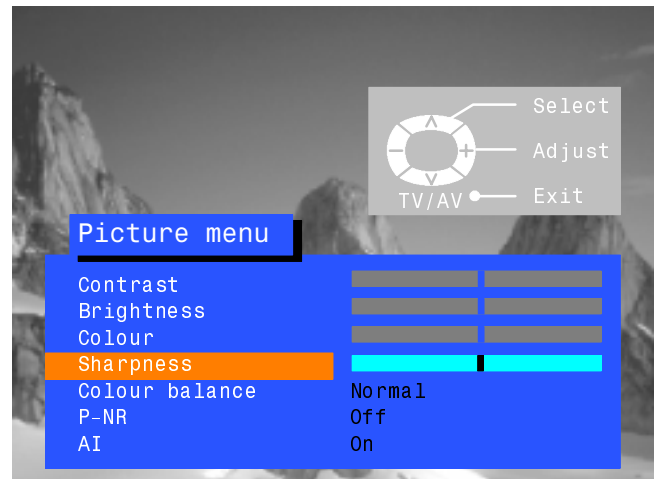 Select
Adjust
TV/AV Exit
Picture menu
Contrast
Brightness
Colour
Sharpness
Colour balance Normal
P-NR Off
AI On